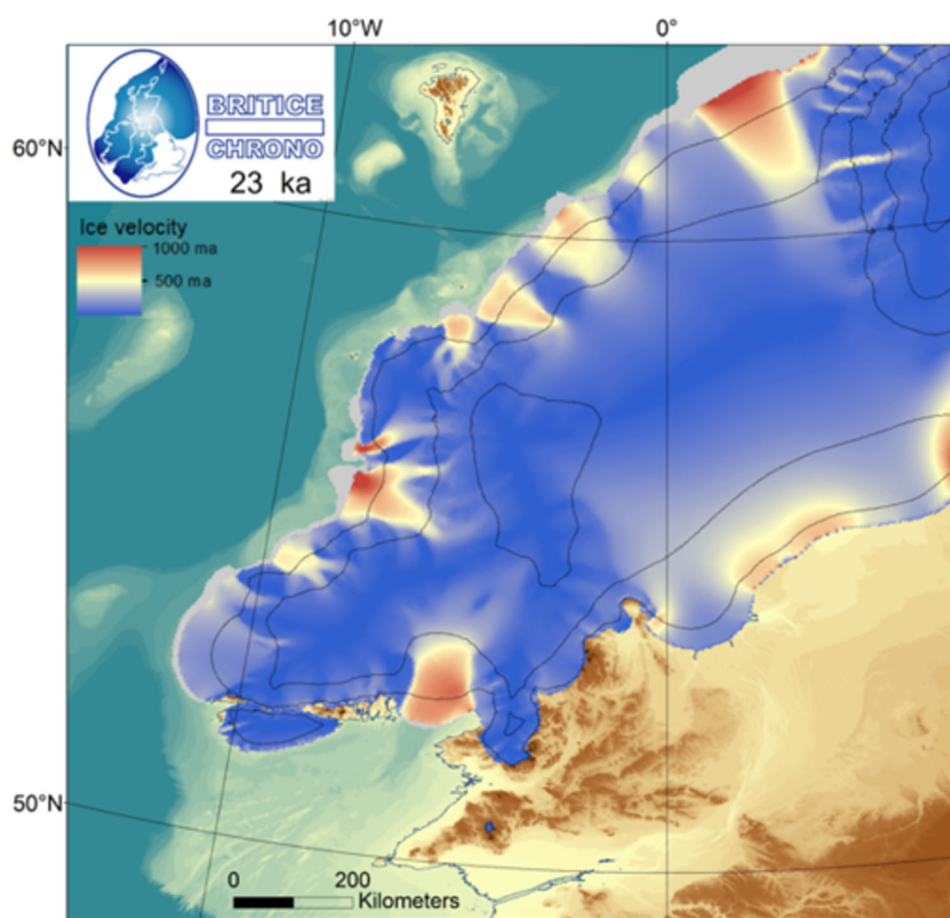 10°W 0°
BRITICE
60°N
CHRONO
23 ka
Ice velocity
1000 ma
500 ma
50°N
0 200
Kilometers